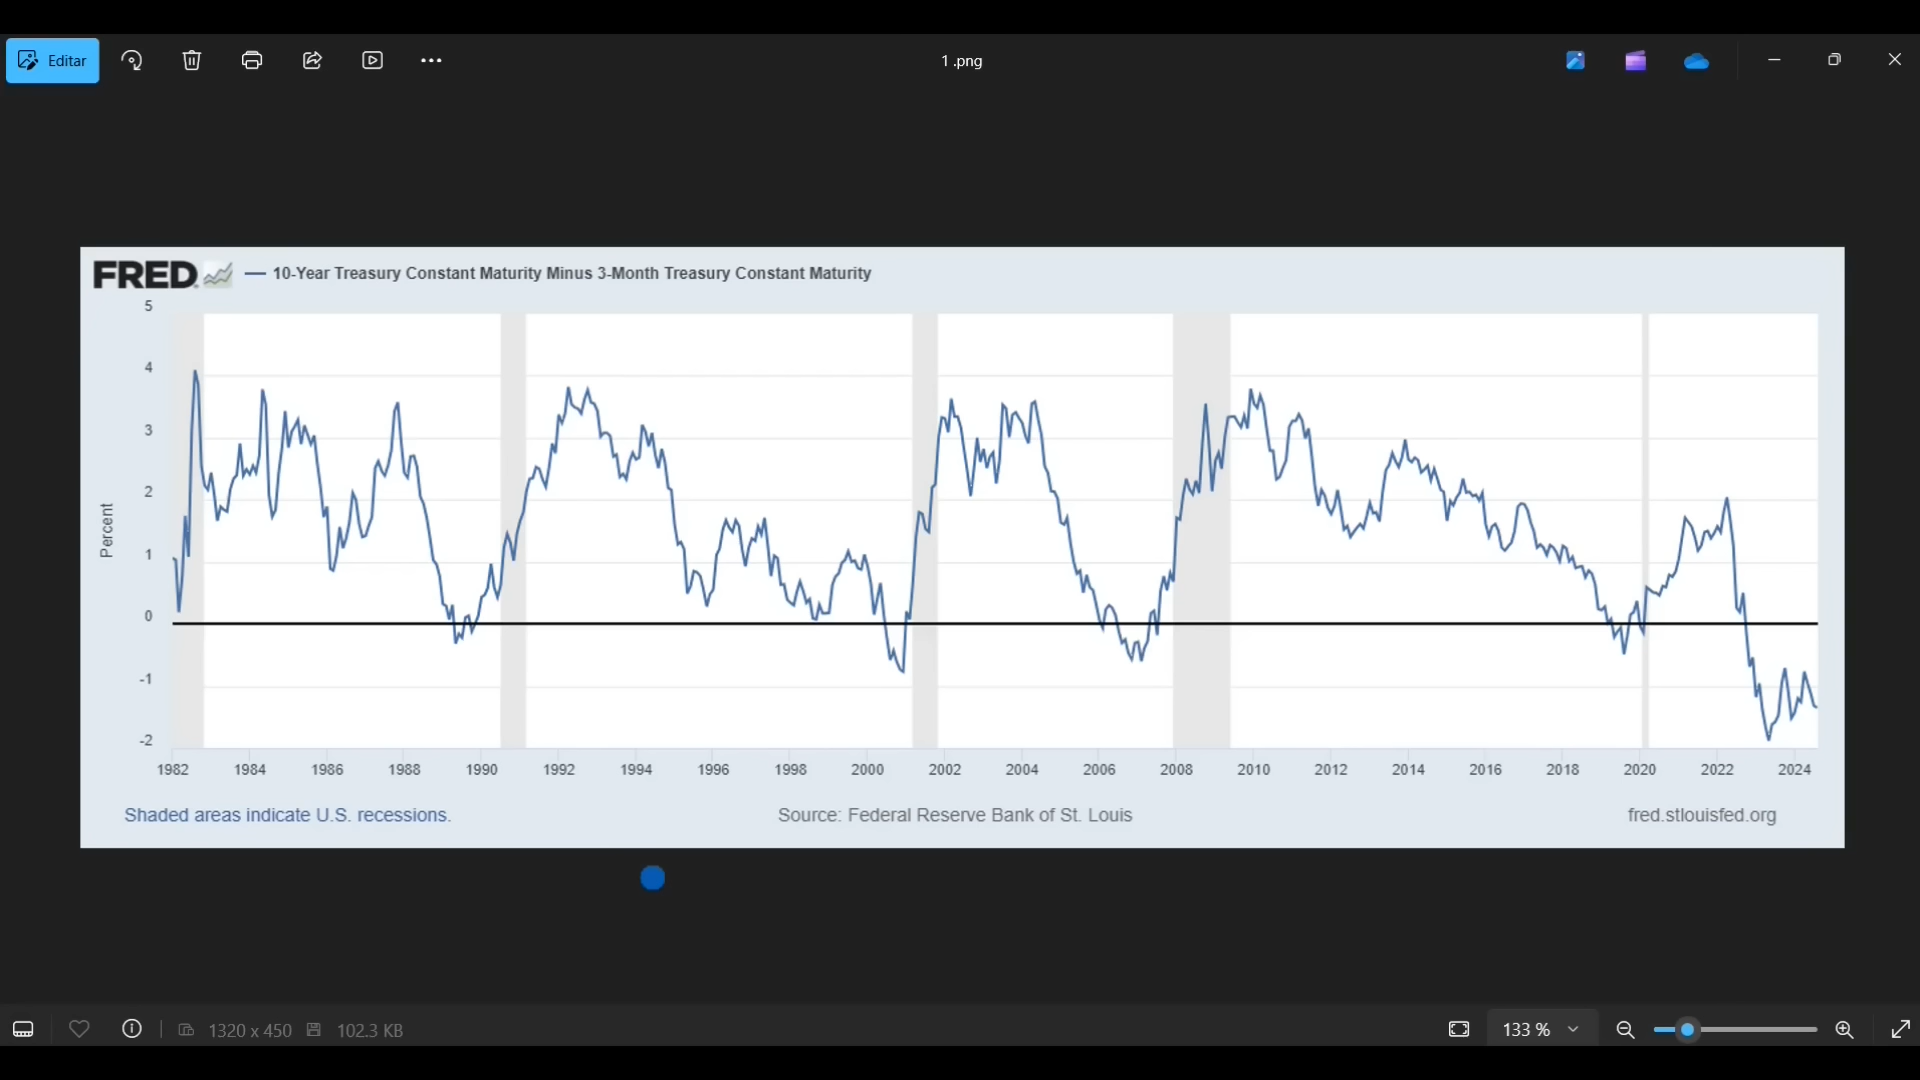 Editar
1 .png
FRED
10-Year Treasury Constant Maturity Minus 3-Month Treasury Constant Maturity
5
4
3
2
1
0
-1
-2
Percent
1982 1984 1986 1988 1990 1992 1994 1996 1998 2000 2002 2004 2006 2008 2010 2012 2014 2016 2018 2020 2022 2024
Shaded areas indicate U.S. recessions. Source: Federal Reserve Bank of St. Louis fred.stlouisfed.org
1320 x 450 102.3 KB 133 %